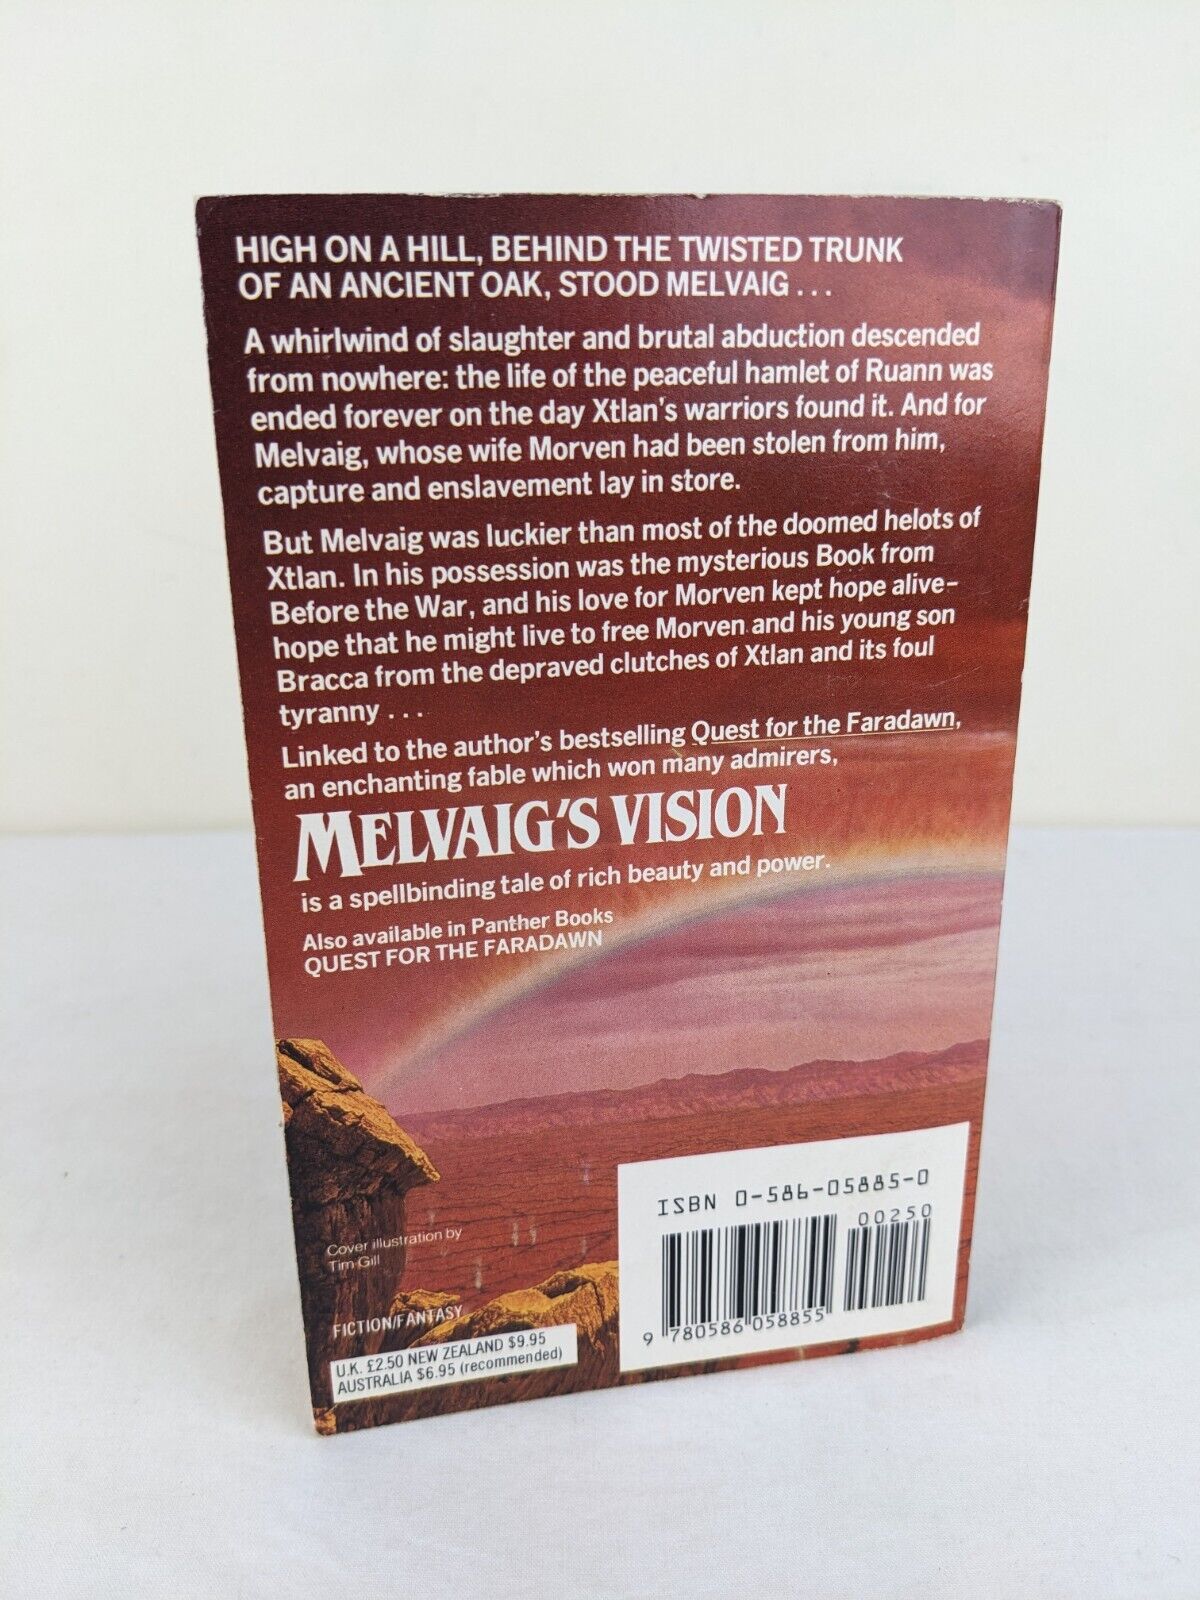 HIGH ON A HILL, BEHIND THE TWISTED TRUNK
OF AN ANCIENT OAK, STOOD MELVAIG . . .
A whirlwind of slaughter and brutal abduction descended
from nowhere: the life of the peaceful hamlet of Ruann was
ended forever on the day Xtlan's warriors found it. And for
Melvaig, whose wife Morven had been stolen from him,
capture and enslavement lay in store.
But Melvaig was luckier than most of the doomed helots of
Xtlan. In his possession was the mysterious Book from
Before the War, and his love for Morven kept hope alive–
hope that he might live to free Morven and his young son
Bracca from the depraved clutches of Xtlan and its foul
tyranny . . .
Linked to the author's bestselling Quest for the Faradawn,
an enchanting fable which won many admirers,
MELVAIG'S VISION
is a spellbinding tale of rich beauty and power.
Also available in Panther Books
QUEST FOR THE FARADAWN
Cover illustration by
Tim Gill
FICTION/FANTASY
U.K. £2.50 NEW ZEALAND $9.95
AUSTRALIA $6.95 (recommended)
ISBN 0-586-05885-0
00250
9 780586 058855